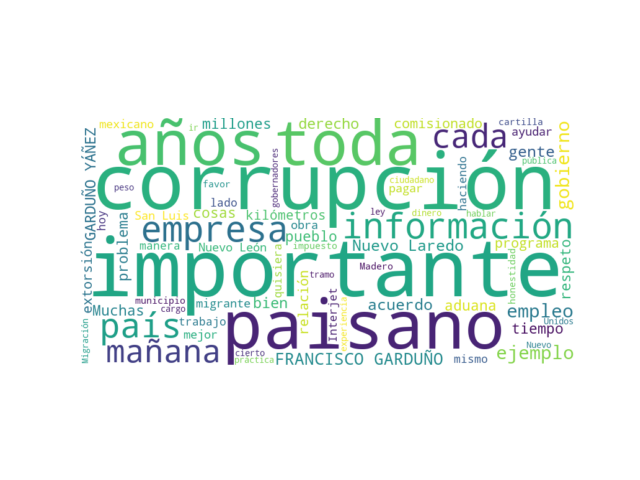 mexicano
ir
millones
derecho
comisionado
cartilla
ayudar
años
toda
cada
gente
pública
gobierno
GARDUÑO YÁÑEZ
corrupción
gobernadores
haciendo
ciudadano
peso
favor
pagar
hoy
lado
San Luis
cosas
kilómetros
ley
dinero
hablar
información
empresa
obra
pueblo
problema
extorsión
manera
Nuevo León
impuesto
quisiera
Nuevo Laredo
programa
respeto
importante
tramo
Madero
honestidad
Muchas
municipio
cargo
migrante
bien
relación
Interjet
experiencia
acuerdo
aduana
empleo
Unidos
país
trabajo
mejor
paisano
tiempo
Migración
mañana
cierto
práctica
FRANCISCO GARDUÑO
mismo
Nuevo
ejemplo